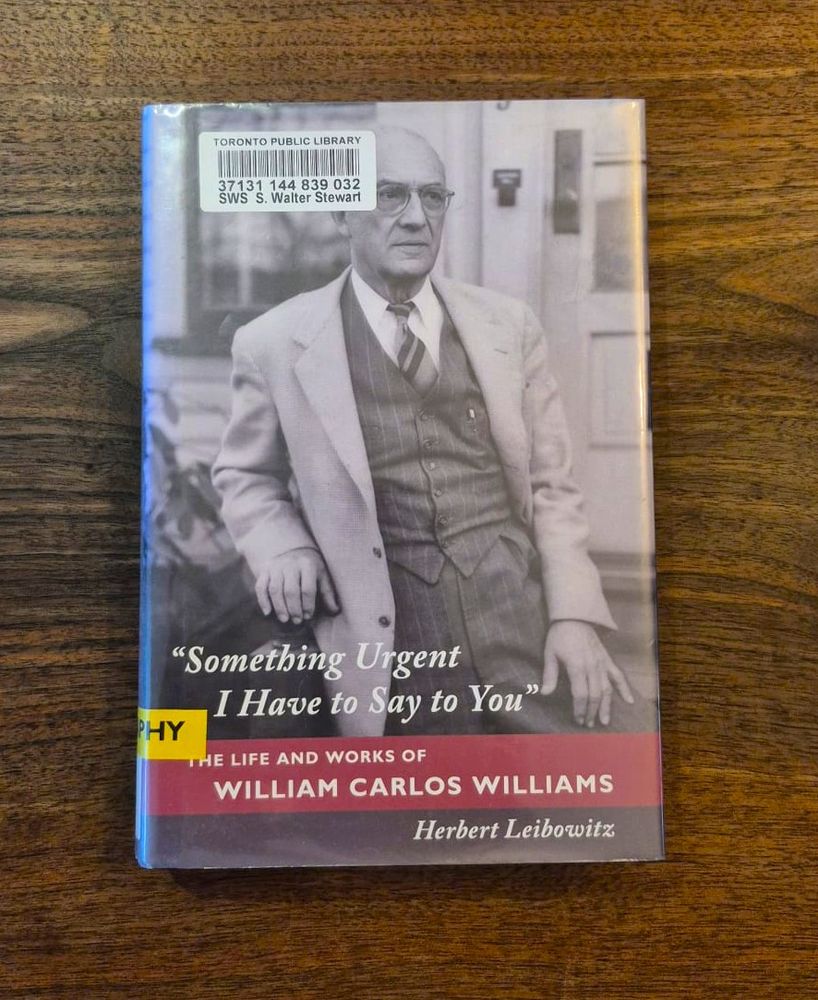 TORONTO PUBLIC LIBRARY
37131 144 839 032
SWS S. Walter Stewart
“Something Urgent
I Have to Say to You”
PHY
THE LIFE AND WORKS OF
WILLIAM CARLOS WILLIAMS
Herbert Leibowitz